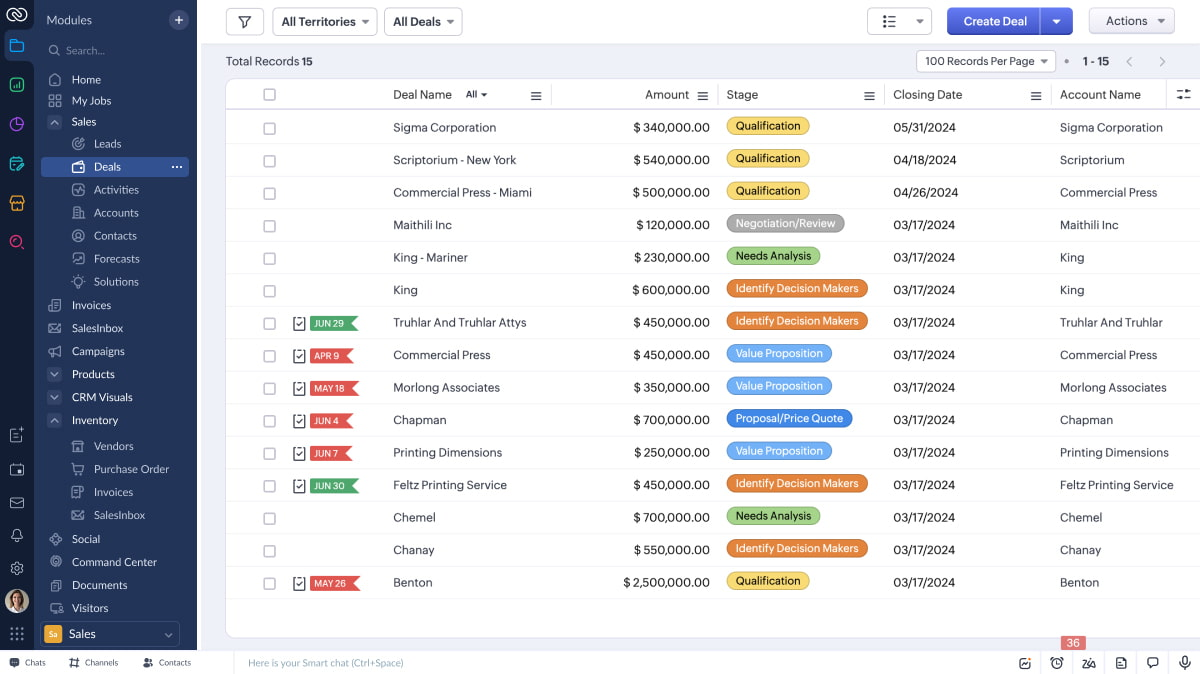 Modules
Search...
Home
My Jobs
Sales
Leads
Deals
Activities
Accounts
Contacts
Forecasts
Solutions
Invoices
SalesInbox
Campaigns
Products
CRM Visuals
Inventory
Vendors
Purchase Order
Invoices
SalesInbox
Social
Command Center
Documents
Visitors
Sa Sales
All Territories All Deals Create Deal Actions
Total Records 15 100 Records Per Page 1 - 15
Deal Name All Amount Stage Closing Date Account Name
Sigma Corporation $ 340,000.00 Qualification 05/31/2024 Sigma Corporation
Scriptorium - New York $ 540,000.00 Qualification 04/18/2024 Scriptorium
Commercial Press - Miami $ 500,000.00 Qualification 04/26/2024 Commercial Press
Maithili Inc $ 120,000.00 Negotiation/Review 03/17/2024 Maithili Inc
King - Mariner $ 230,000.00 Needs Analysis 03/17/2024 King
King $ 600,000.00 Identify Decision Makers 03/17/2024 King
JUN 29 Truhlar And Truhlar Attys $ 450,000.00 Identify Decision Makers 03/17/2024 Truhlar And Truhlar
APR 9 Commercial Press $ 450,000.00 Value Proposition 03/17/2024 Commercial Press
MAY 18 Morlong Associates $ 350,000.00 Value Proposition 03/17/2024 Morlong Associates
JUN 4 Chapman $ 700,000.00 Proposal/Price Quote 03/17/2024 Chapman
JUN 7 Printing Dimensions $ 250,000.00 Value Proposition 03/17/2024 Printing Dimensions
JUN 30 Feltz Printing Service $ 450,000.00 Identify Decision Makers 03/17/2024 Feltz Printing Service
Chemel $ 700,000.00 Needs Analysis 03/17/2024 Chemel
Chanay $ 550,000.00 Identify Decision Makers 03/17/2024 Chanay
MAY 26 Benton $ 2,500,000.00 Qualification 03/17/2024 Benton
36
Chats Channels Contacts Here is your Smart chat (Ctrl+Space)